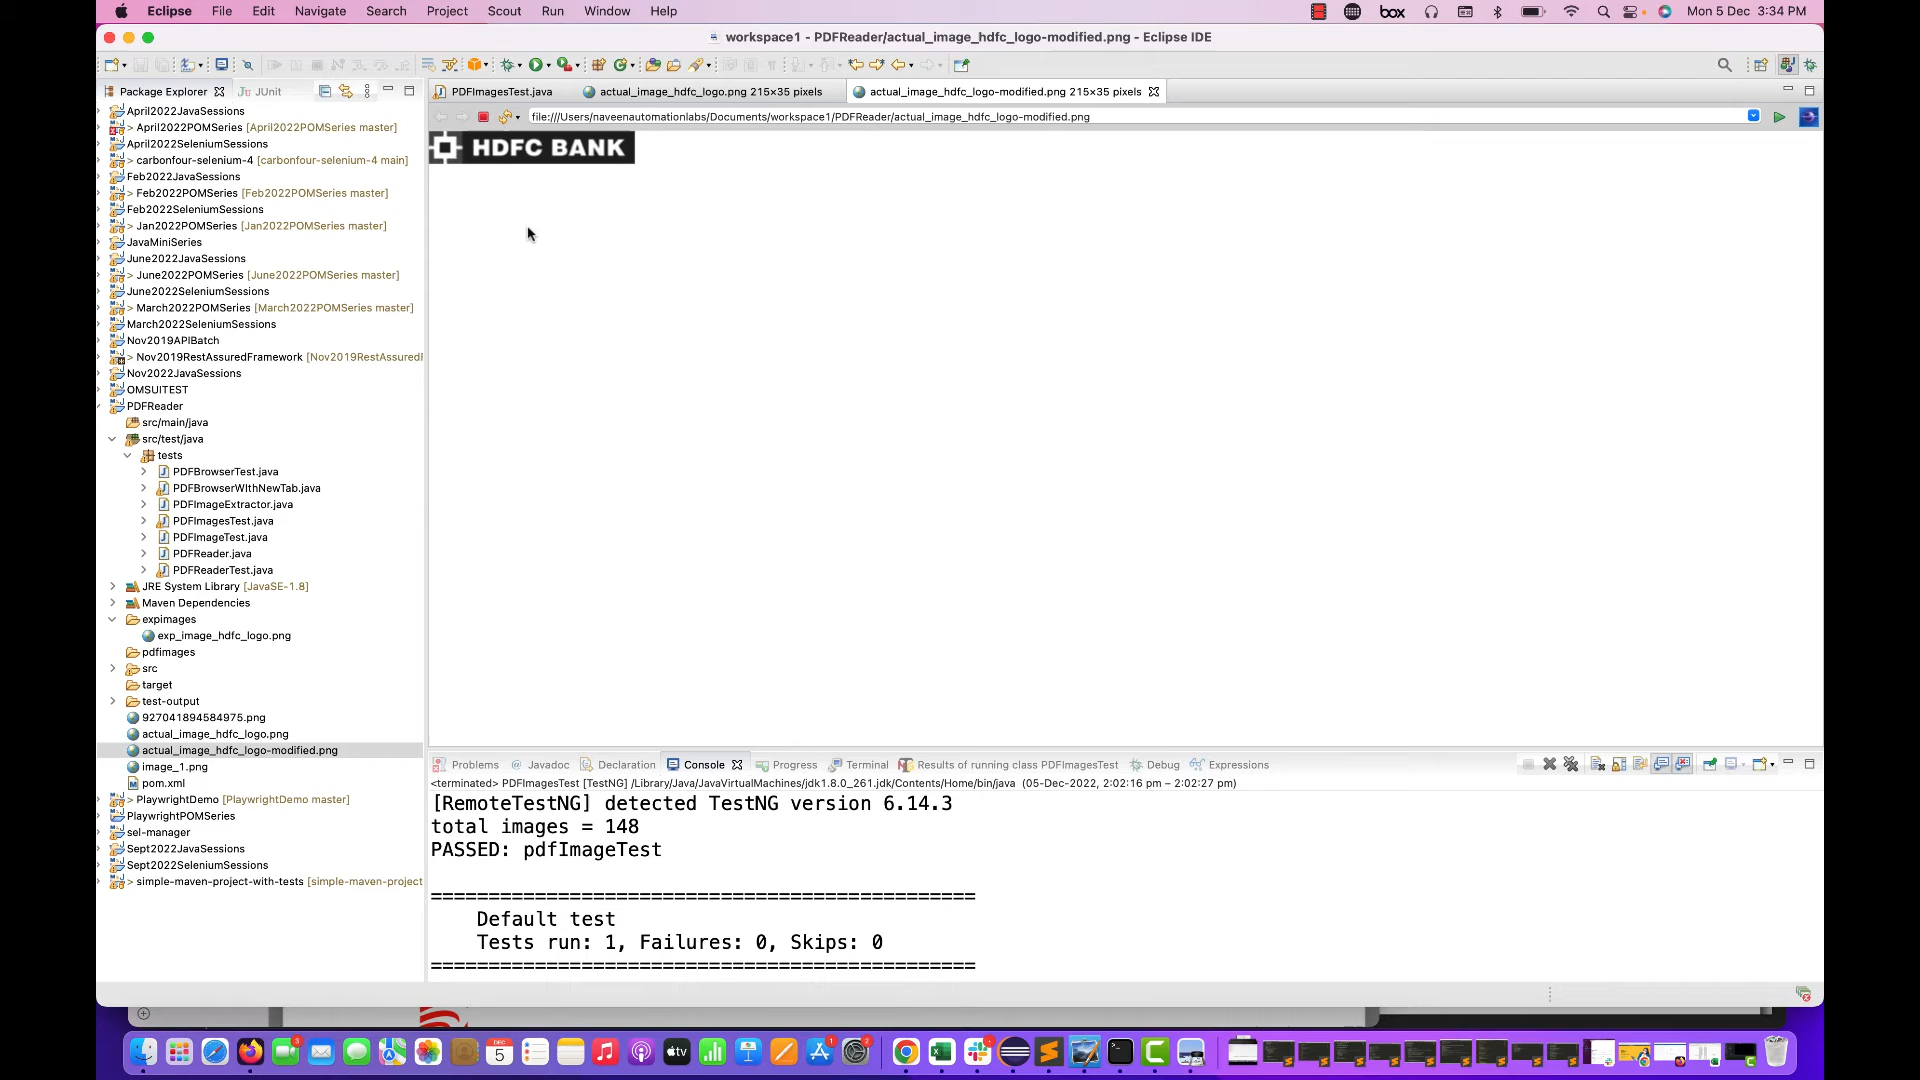 Eclipse File Edit Navigate Search Project Scout Run Window Help box Mon 5 Dec 3:34 PM
workspace1 - PDFReader/actual_image_hdfc_logo-modified.png - Eclipse IDE
Package Explorer JUnit
PDFImagesTest.java actual_image_hdfc_logo.png 215×35 pixels actual_image_hdfc_logo-modified.png 215×35 pixels
file:///Users/naveenautomationlabs/Documents/workspace1/PDFReader/actual_image_hdfc_logo-modified.png
HDFC BANK
April2022JavaSessions
> April2022POMSeries [April2022POMSeries master]
April2022SeleniumSessions
> carbonfour-selenium-4 [carbonfour-selenium-4 main]
Feb2022JavaSessions
> Feb2022POMSeries [Feb2022POMSeries master]
Feb2022SeleniumSessions
> Jan2022POMSeries [Jan2022POMSeries master]
JavaMiniSeries
June2022JavaSessions
> June2022POMSeries [June2022POMSeries master]
June2022SeleniumSessions
> March2022POMSeries [March2022POMSeries master]
March2022SeleniumSessions
Nov2019APIBatch
> Nov2019RestAssuredFramework [Nov2019RestAssuredF
Nov2022JavaSessions
OMSUITEST
PDFReader
src/main/java
src/test/java
tests
PDFBrowserTest.java
PDFBrowserWIthNewTab.java
PDFImageExtractor.java
PDFImagesTest.java
PDFImageTest.java
PDFReader.java
PDFReaderTest.java
JRE System Library [JavaSE-1.8]
Maven Dependencies
expimages
exp_image_hdfc_logo.png
pdfimages
src
target
test-output
927041894584975.png
actual_image_hdfc_logo.png
actual_image_hdfc_logo-modified.png
image_1.png
pom.xml
> PlaywrightDemo [PlaywrightDemo master]
PlaywrightPOMSeries
sel-manager
Sept2022JavaSessions
Sept2022SeleniumSessions
> simple-maven-project-with-tests [simple-maven-project
Problems Javadoc Declaration Console Progress Terminal Results of running class PDFImagesTest Debug Expressions
<terminated> PDFImagesTest [TestNG] /Library/Java/JavaVirtualMachines/jdk1.8.0_261.jdk/Contents/Home/bin/java (05-Dec-2022, 2:02:16 pm – 2:02:27 pm)
[RemoteTestNG] detected TestNG version 6.14.3
total images = 148
PASSED: pdfImageTest
===============================================
Default test
Tests run: 1, Failures: 0, Skips: 0
===============================================
DEC
5
tv